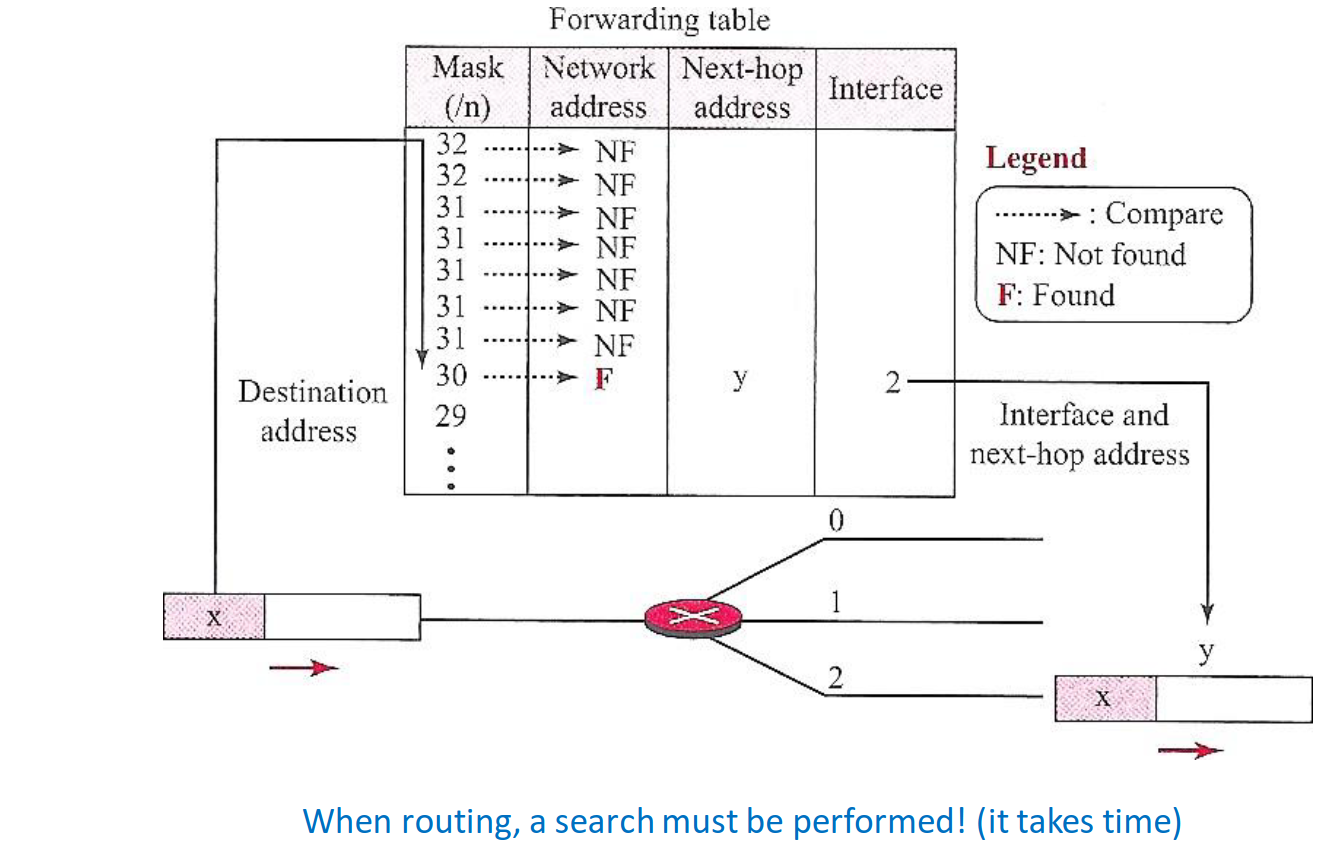 Forwarding table
Mask (/n) Network address Next-hop address Interface
32 NF
32 NF
31 NF
31 NF
31 NF
31 NF
31 NF
30 F y 2
29
Legend
: Compare
NF: Not found
F: Found
Destination
address
Interface and
next-hop address
0
1
2
x
y
x
When routing, a search must be performed! (it takes time)